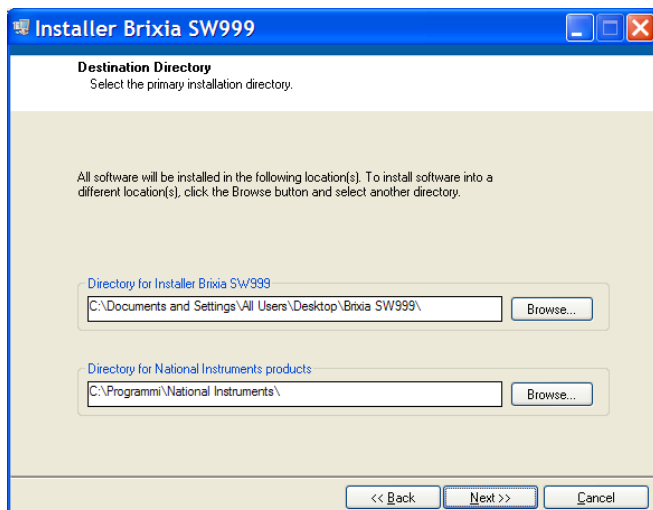 Installer Brixia SW999
Destination Directory
Select the primary installation directory.
All software will be installed in the following location(s). To install software into a
different location(s), click the Browse button and select another directory.
Directory for Installer Brixia SW999
C:\Documents and Settings\All Users\Desktop\Brixia SW999\
Browse...
Directory for National Instruments products
C:\Programmi\National Instruments\
Browse...
<< Back
Next >>
Cancel